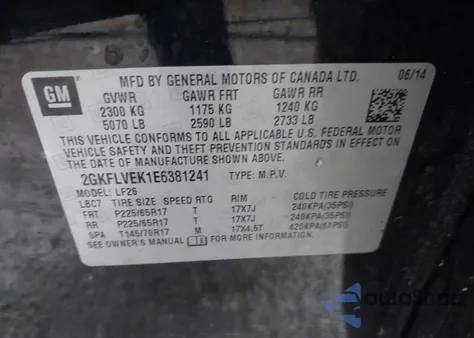 GM
MFD BY GENERAL MOTORS OF CANADA LTD. 06/14
GVWR GAWR FRT GAWR RR
2300 KG 1175 KG 1240 KG
5070 LB 2590 LB 2733 LB
THIS VEHICLE CONFORMS TO ALL APPLICABLE U.S. FEDERAL MOTOR
VEHICLE SAFETY, BUMPER, AND THEFT PREVENTION STANDARDS IN
EFFECT ON THE DATE OF MANUFACTURE SHOWN ABOVE.
2GKFLVEK1E6381241 TYPE: M.P.V.
MODEL: LF26
LBC7 TIRE SIZE SPEED RTG RIM COLD TIRE PRESSURE
FRT P225/65R17 T 17X7J 240KPA(35PSI)
RR P225/65R17 T 17X7J 240KPA(35PSI)
SPA T145/70R17 M 17X4.5T 420KPA(61PSI)
SEE OWNER'S MANUAL FOR MORE INFORMATION.
AutoSnap